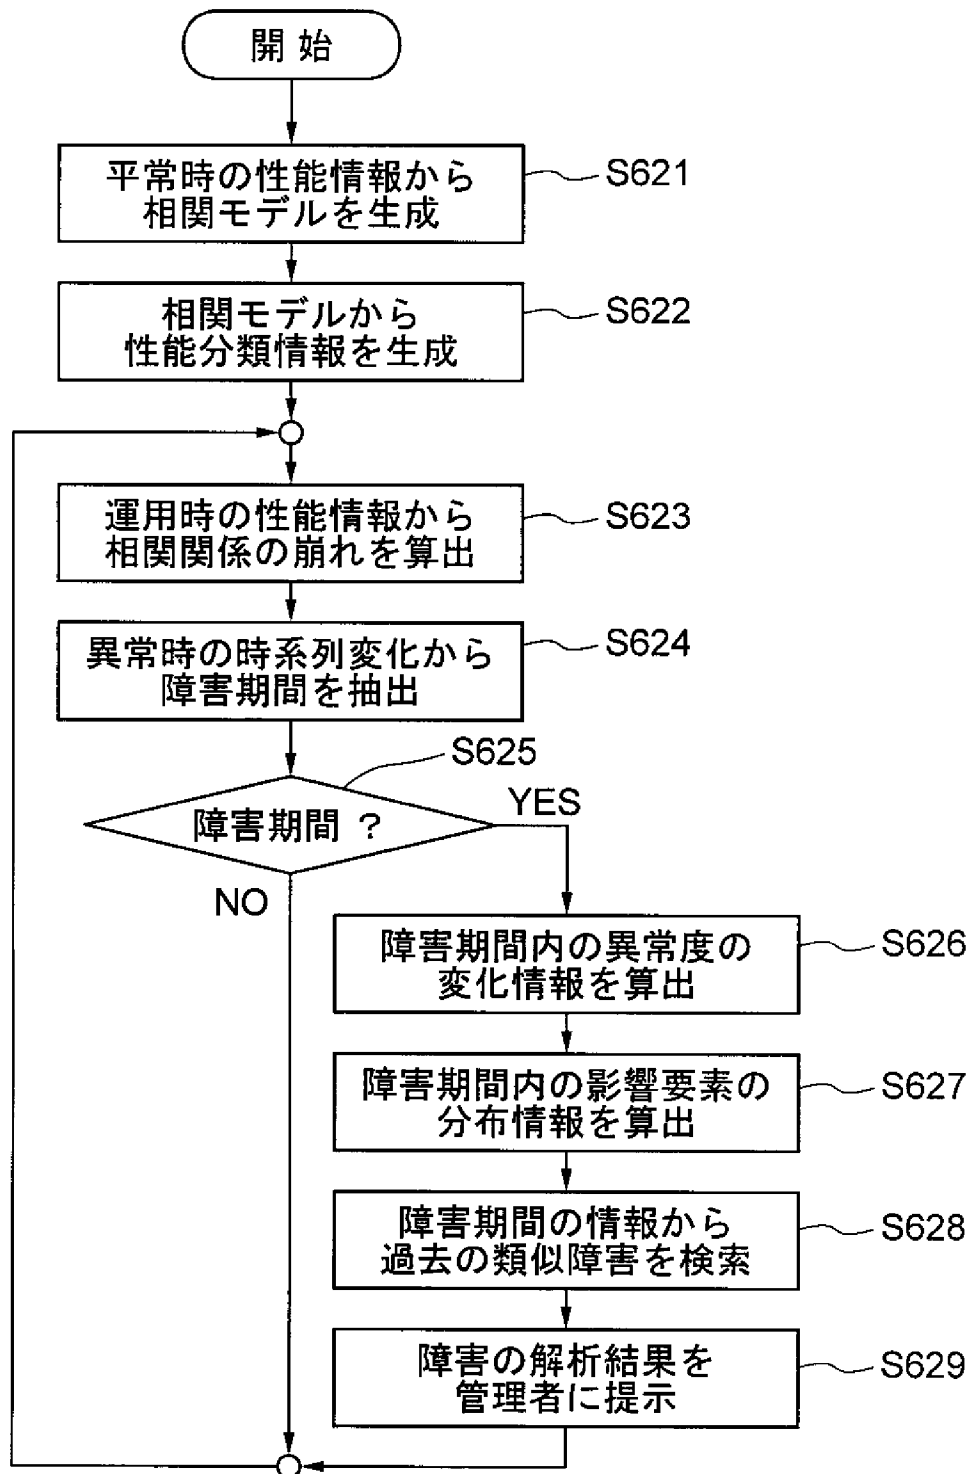 開始
平常時の性能情報から
相関モデルを生成
S621
相関モデルから
性能分類情報を生成
S622
運用時の性能情報から
相関関係の崩れを算出
S623
異常時の時系列変化から
障害期間を抽出
S624
S625
障害期間 ?
YES
NO
障害期間内の異常度の
変化情報を算出
S626
障害期間内の影響要素の
分布情報を算出
S627
障害期間の情報から
過去の類似障害を検索
S628
障害の解析結果を
管理者に提示
S629